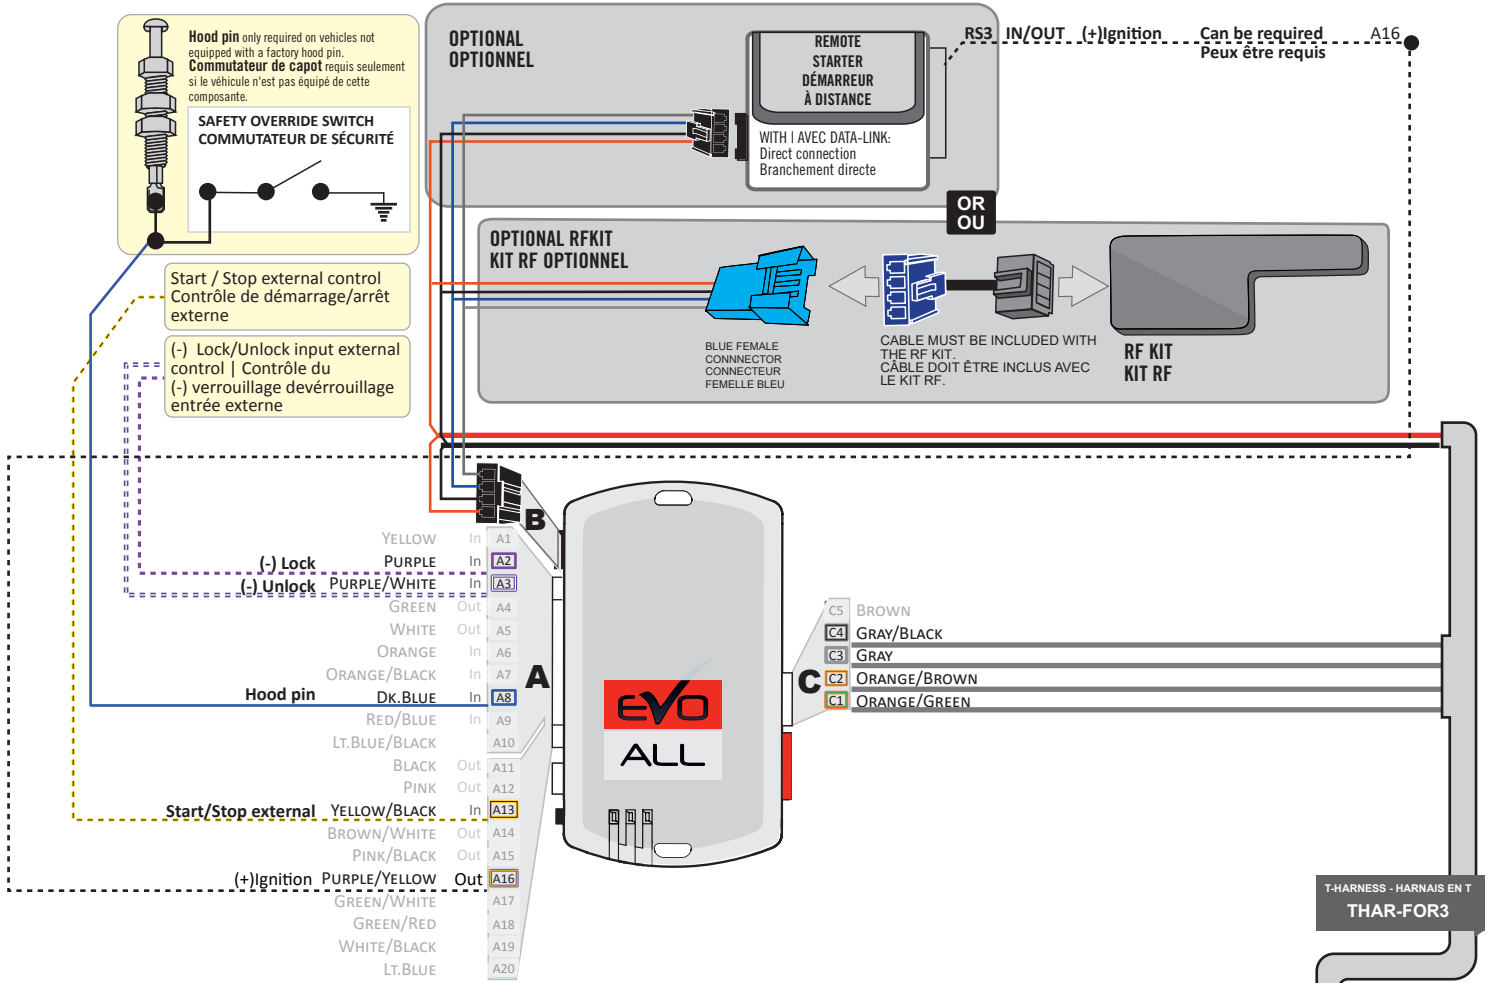 Hood pin only required on vehicles not
equipped with a factory hood pin.
Commutateur de capot requis seulement
si le véhicule n'est pas équipé de cette
composante.
SAFETY OVERRIDE SWITCH
COMMUTATEUR DE SÉCURITÉ
OPTIONAL
OPTIONNEL
REMOTE
STARTER
DÉMARREUR
À DISTANCE
WITH | AVEC DATA-LINK:
Direct connection
Branchement directe
RS3 IN/OUT (+)Ignition Can be required A16
Peux être requis
OR
OU
OPTIONAL RFKIT
KIT RF OPTIONNEL
BLUE FEMALE
CONNNECTOR
CONNECTEUR
FEMELLE BLEU
CABLE MUST BE INCLUDED WITH
THE RF KIT.
CÂBLE DOIT ÊTRE INCLUS AVEC
LE KIT RF.
RF KIT
KIT RF
Start / Stop external control
Contrôle de démarrage/arrêt
externe
(-) Lock/Unlock input external
control | Contrôle du
(-) verrouillage devérrouillage
entrée externe
B
YELLOW In A1
(-) Lock PURPLE In A2
(-) Unlock PURPLE/WHITE In A3
GREEN Out A4
WHITE Out A5
ORANGE In A6
ORANGE/BLACK In A7
Hood pin DK.BLUE In A8
RED/BLUE In A9
LT.BLUE/BLACK A10
BLACK Out A11
PINK Out A12
Start/Stop external YELLOW/BLACK In A13
BROWN/WHITE Out A14
PINK/BLACK Out A15
(+)Ignition PURPLE/YELLOW Out A16
GREEN/WHITE A17
GREEN/RED A18
WHITE/BLACK A19
LT.BLUE A20
A
EVO
ALL
C
C5 BROWN
C4 GRAY/BLACK
C3 GRAY
C2 ORANGE/BROWN
C1 ORANGE/GREEN
T-HARNESS - HARNAIS EN T
THAR-FOR3